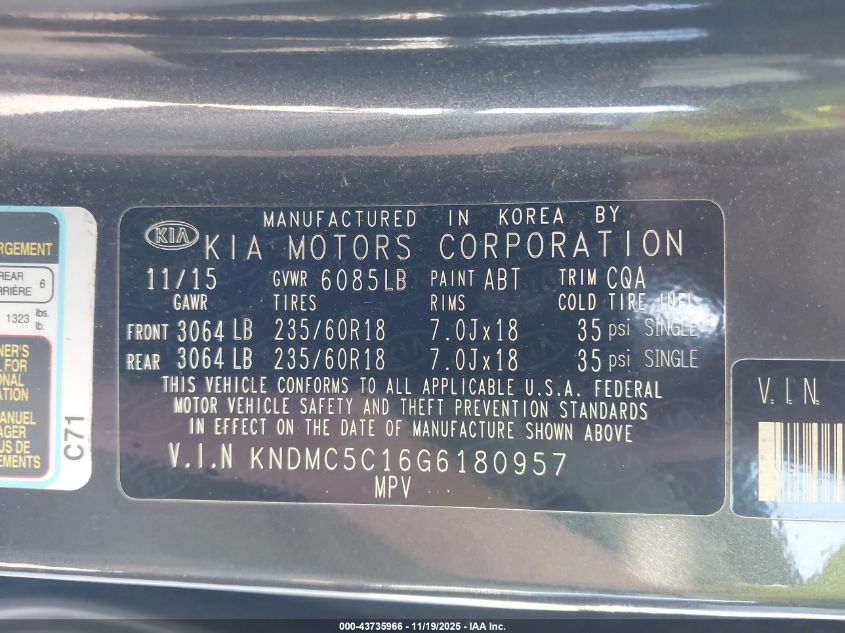 MANUFACTURED IN KOREA BY
KIA
KIA MOTORS CORPORATION
11/15 GVWR 6085LB PAINT ABT TRIM CQA
GAWR TIRES RIMS COLD TIRE INFL
FRONT 3064 LB 235/60R18 7.0Jx18 35 psi SINGLE
REAR 3064 LB 235/60R18 7.0Jx18 35 psi SINGLE
THIS VEHICLE CONFORMS TO ALL APPLICABLE U.S.A. FEDERAL
MOTOR VEHICLE SAFETY AND THEFT PREVENTION STANDARDS
IN EFFECT ON THE DATE OF MANUFACTURE SHOWN ABOVE
V.I.N KNDMC5C16G6180957
MPV
REAR
6
1323 lbs.
lb.
C71
V.I.N.
000-43735966 - 11/19/2025 - IAA Inc.